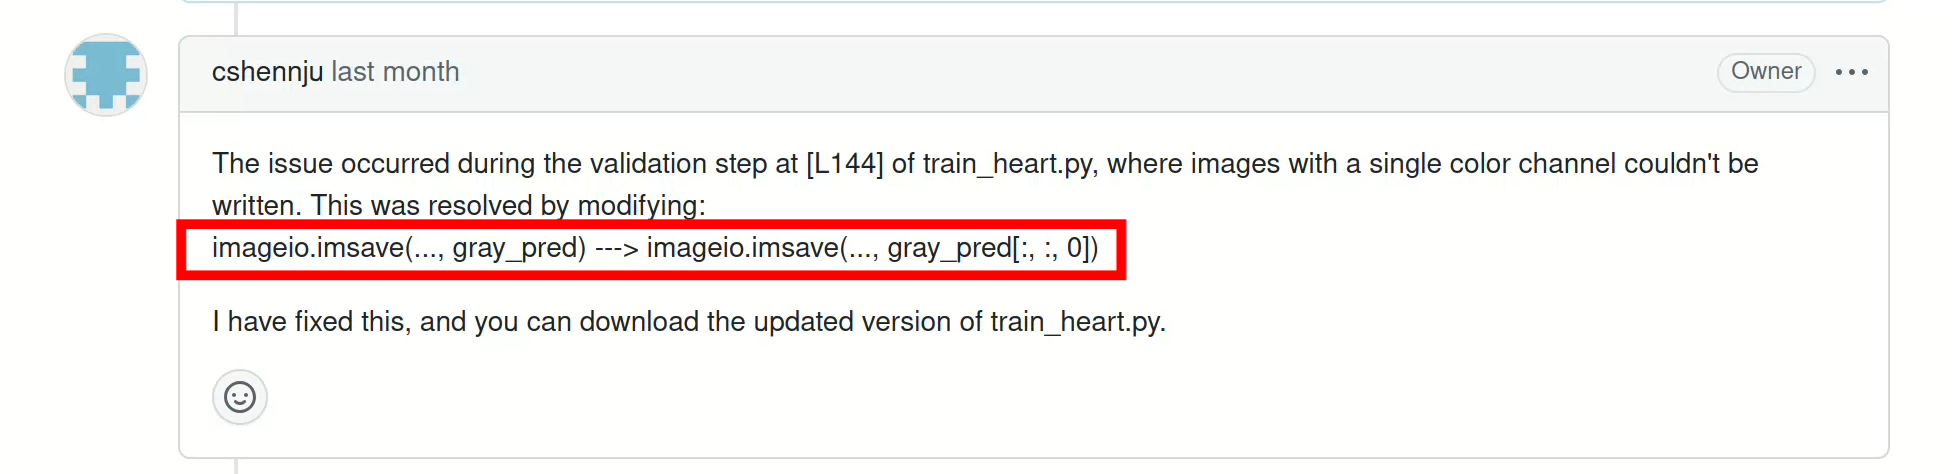 cshennju last month
Owner
The issue occurred during the validation step at [L144] of train_heart.py, where images with a single color channel couldn't be
written. This was resolved by modifying:
imageio.imsave(..., gray_pred) ---> imageio.imsave(..., gray_pred[:, :, 0])
I have fixed this, and you can download the updated version of train_heart.py.